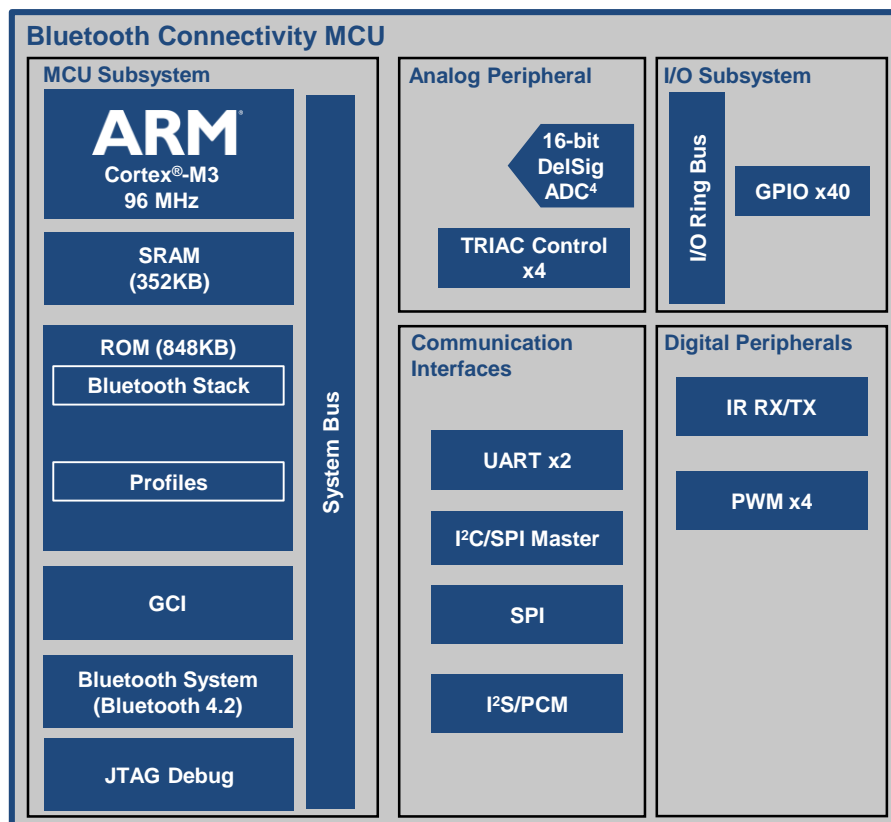 Bluetooth Connectivity MCU
MCU Subsystem
ARM®
Cortex®-M3
96 MHz
SRAM
(352KB)
ROM (848KB)
Bluetooth Stack
Profiles
GCI
Bluetooth System
(Bluetooth 4.2)
JTAG Debug
System Bus
Analog Peripheral
16-bit
DelSig
ADC⁴
TRIAC Control
x4
I/O Subsystem
I/O Ring Bus
GPIO x40
Communication
Interfaces
UART x2
I²C/SPI Master
SPI
I²S/PCM
Digital Peripherals
IR RX/TX
PWM x4